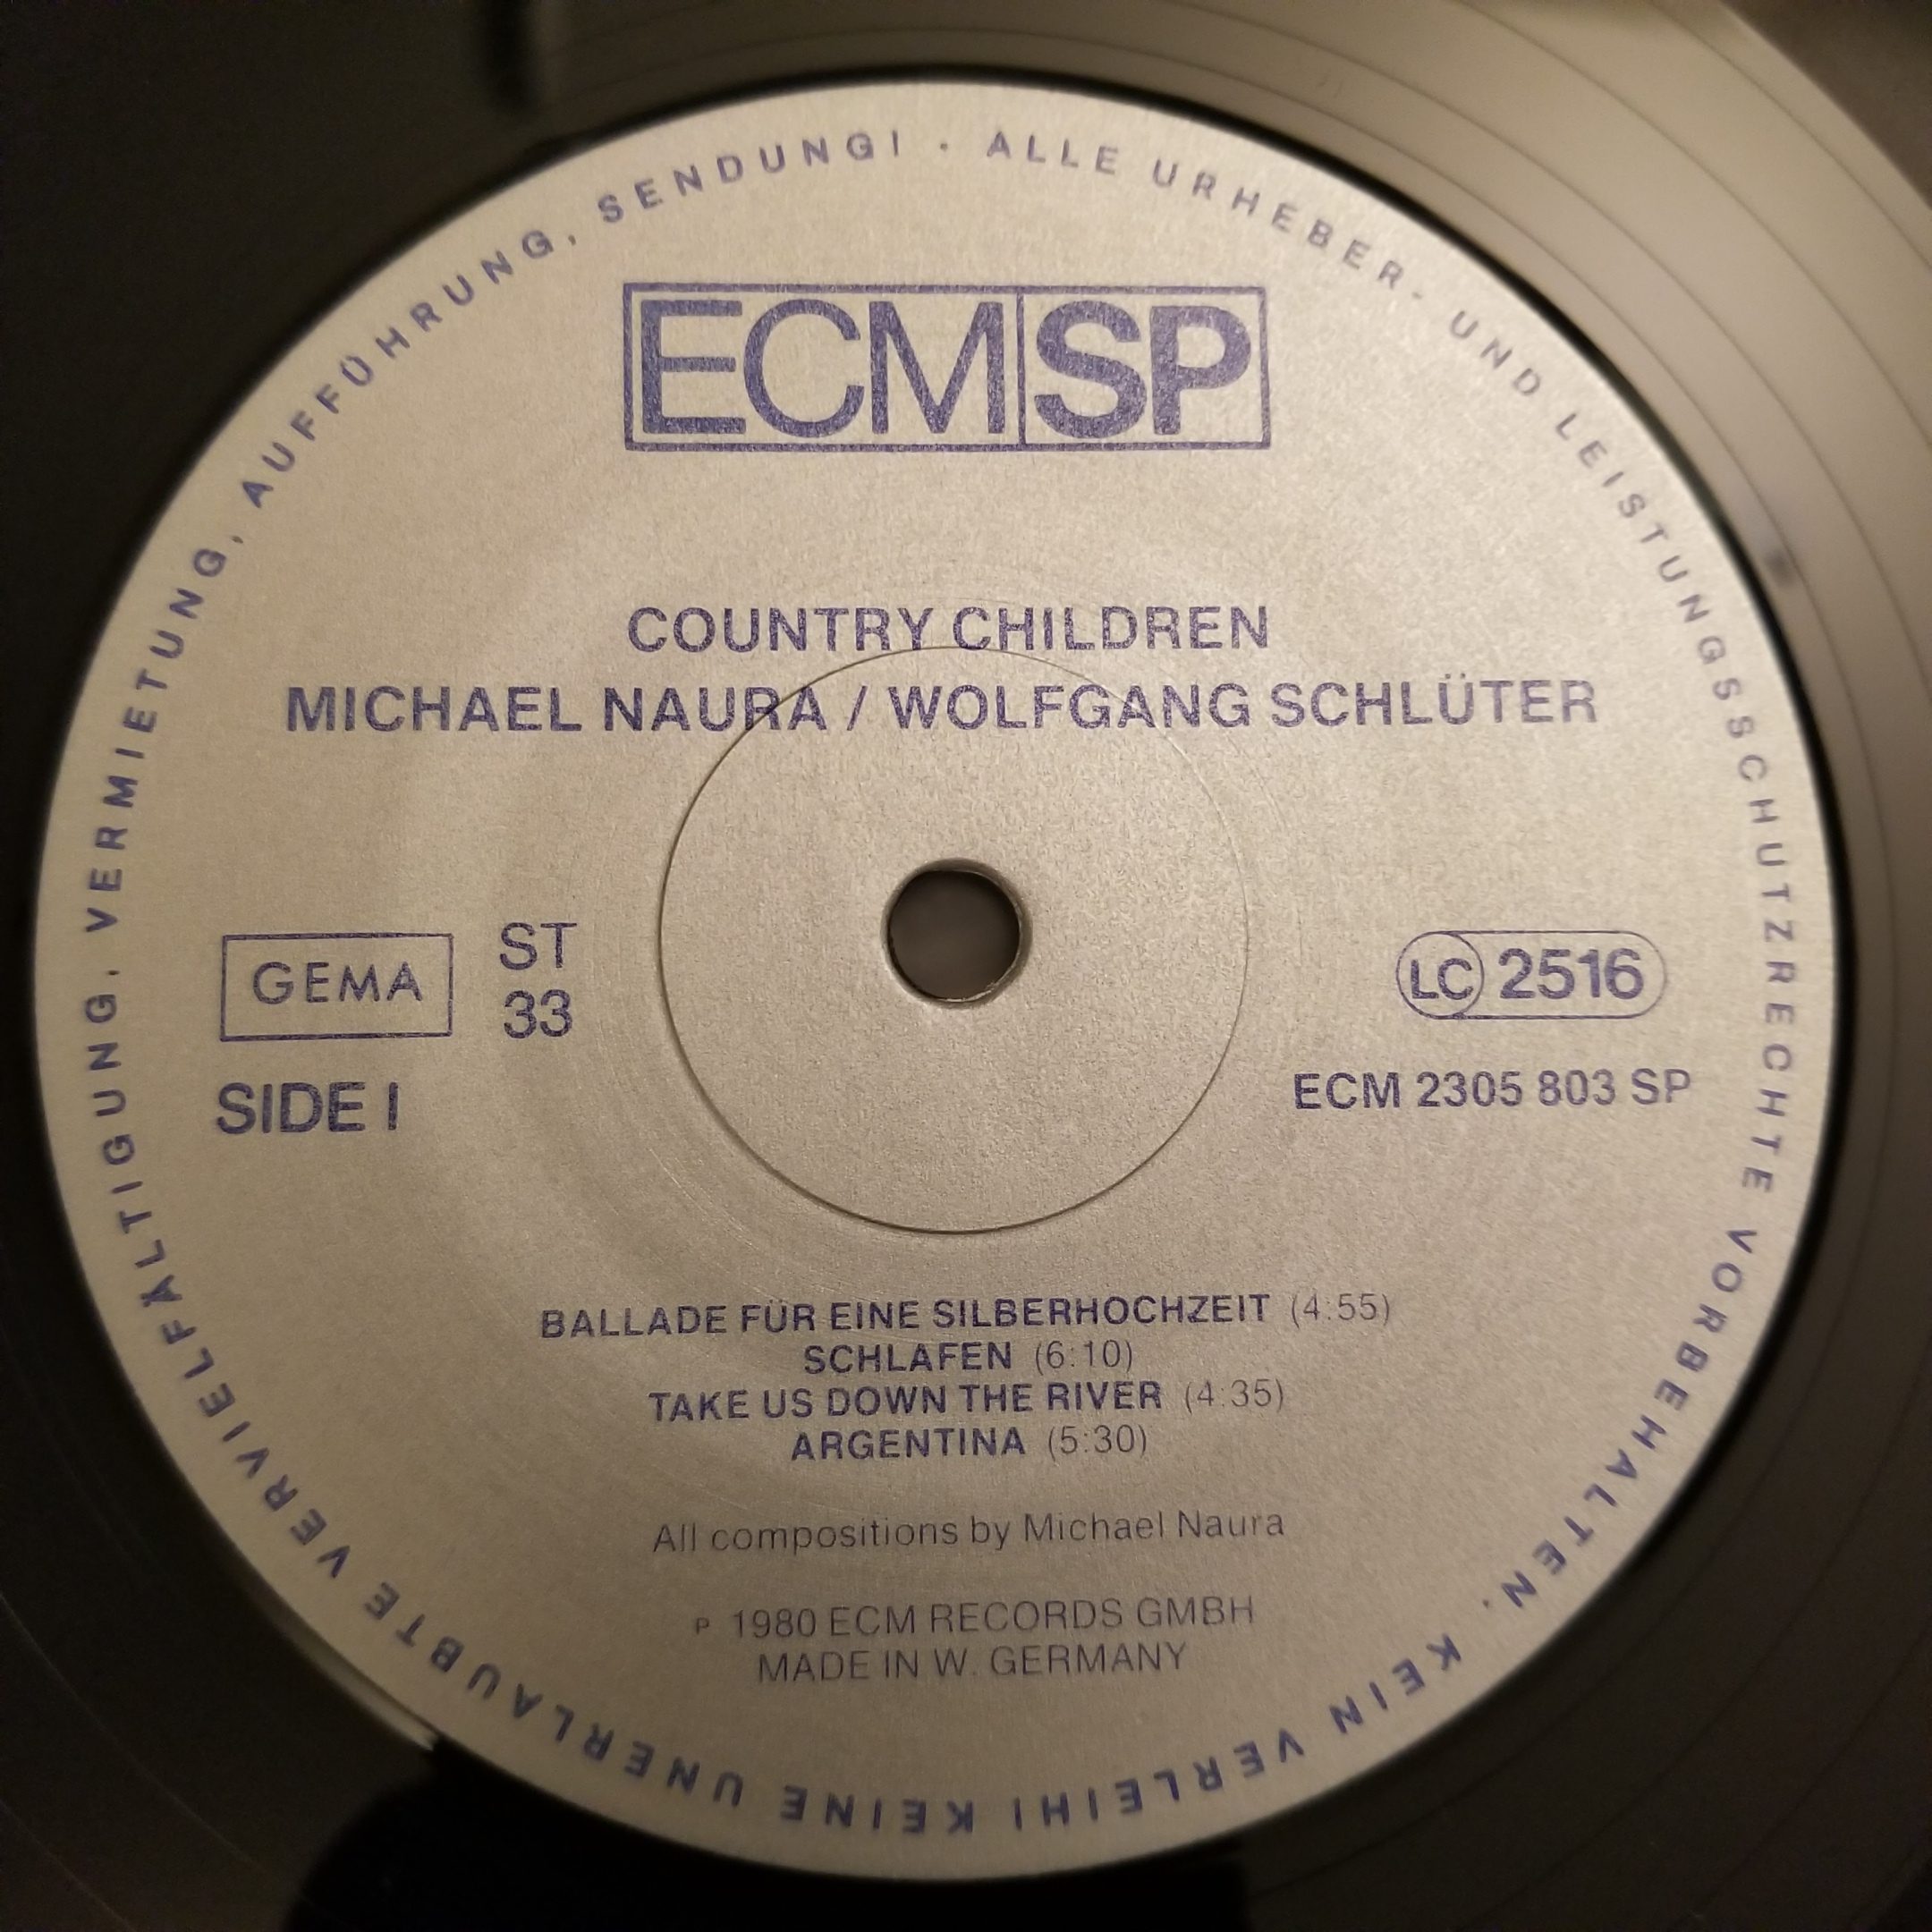 ALLE URHEBER- UND LEISTUNGSSCHUTZRECHTE VORBEHALTEN. KEIN VERLEIH! KEINE UNERLAUBTE VERVIELFÄLTIGUNG, VERMIETUNG, AUFFÜHRUNG, SENDUNG! ·
ECM SP
COUNTRY CHILDREN
MICHAEL NAURA / WOLFGANG SCHLÜTER
GEMA
ST
33
SIDE I
LC 2516
ECM 2305 803 SP
BALLADE FÜR EINE SILBERHOCHZEIT (4:55)
SCHLAFEN (6:10)
TAKE US DOWN THE RIVER (4:35)
ARGENTINA (5:30)
All compositions by Michael Naura
P 1980 ECM RECORDS GMBH
MADE IN W. GERMANY